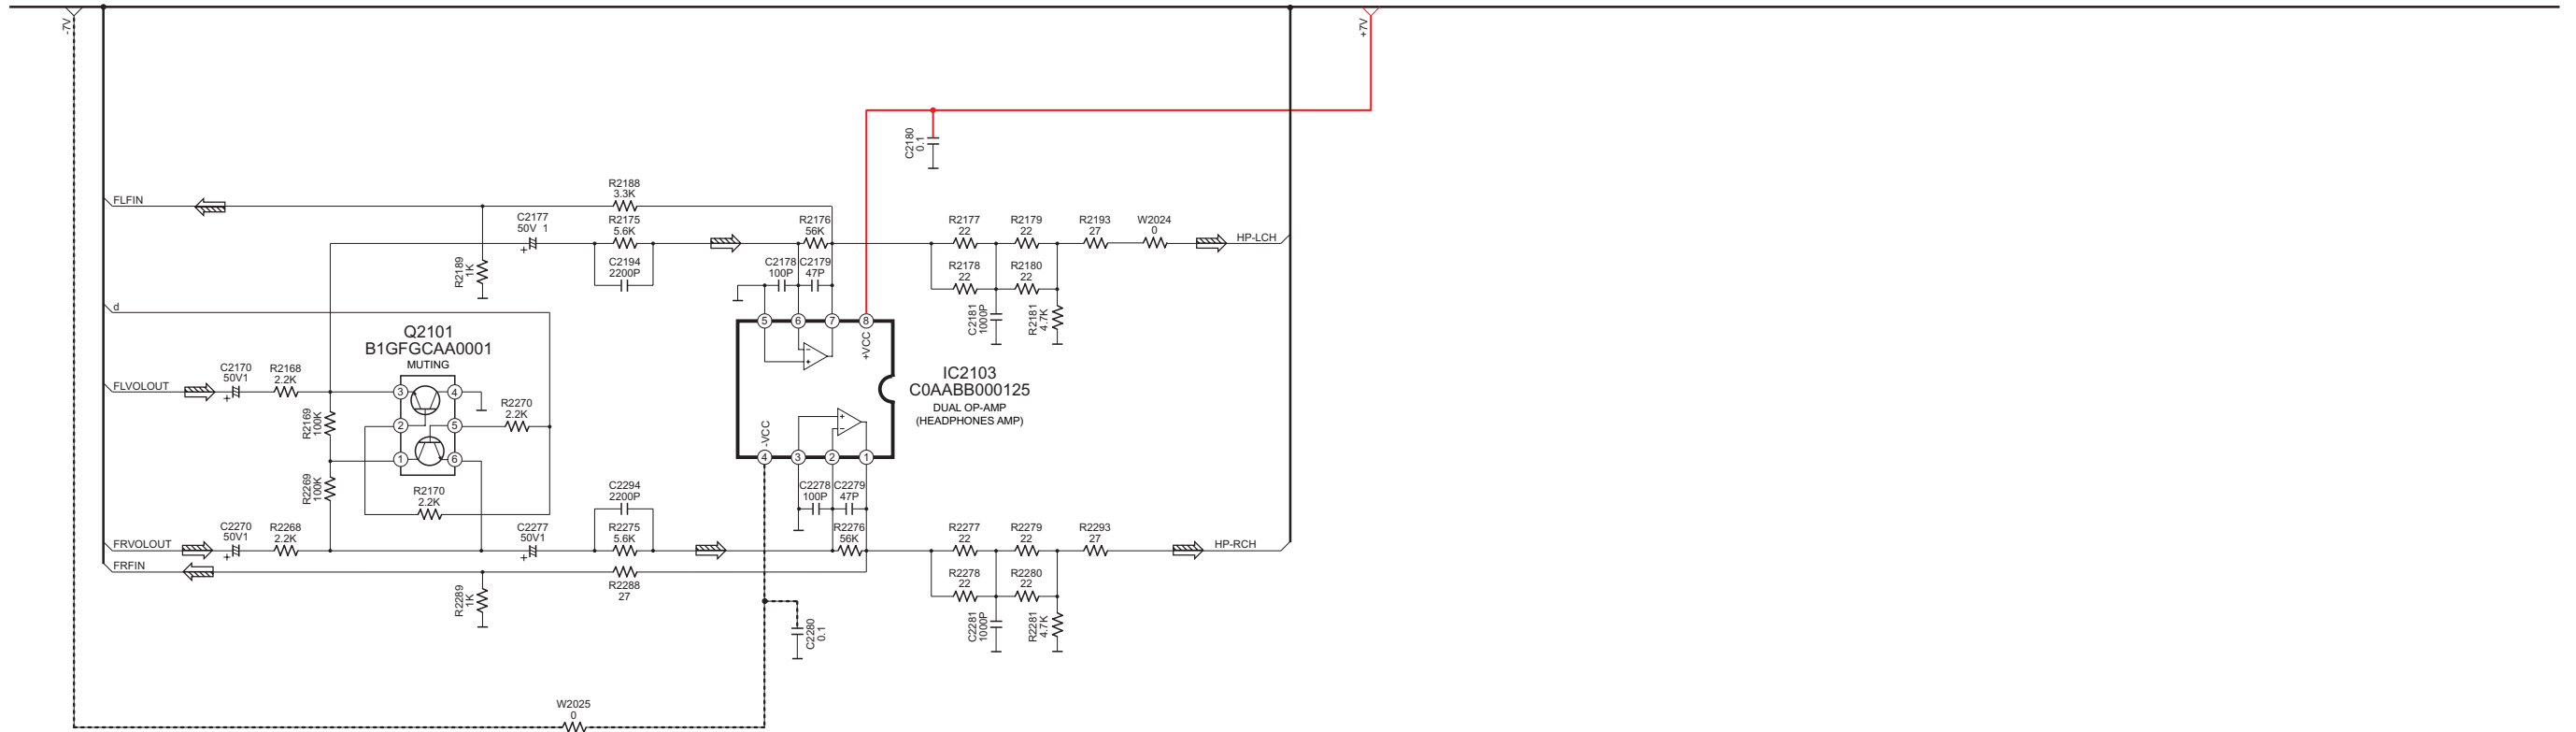 -7V
+7V
C2180
0.1
R2188
3.3K
FLFIN
C2177
50V 1
R2175
5.6K
R2176
56K
R2177
22
R2179
22
R2193
27
W2024
0
HP-LCH
R2189
1K
C2194
2200P
C2178
100P
C2179
47P
R2178
22
R2180
22
C2181
1000P
R2181
4.7K
d
5
6
7
8
Q2101
B1GFGCAA0001
MUTING
-
+
+VCC
C2170
50V1
+
R2168
2.2K
FLVOLOUT
3
4
IC2103
C0AABB000125
DUAL OP-AMP
(HEADPHONES AMP)
R2169
100K
2
5
R2270
2.2K
+
-
-VCC
1
6
4
3
2
1
R2269
100K
R2170
2.2K
C2294
2200P
C2278
100P
C2279
47P
C2270
50V1
+
R2268
2.2K
C2277
50V1
+
R2275
5.6K
R2276
56K
R2277
22
R2279
22
R2293
27
FRVOLOUT
HP-RCH
FRFIN
R2288
27
R2289
1K
R2278
22
R2280
22
C2280
0.1
C2281
1000P
R2281
4.7K
W2025
0